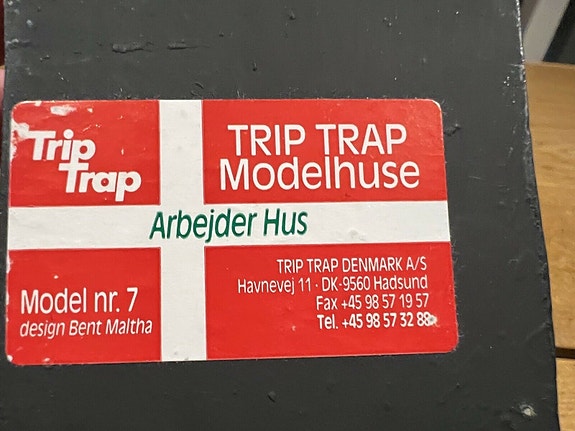 Trip
Trap
TRIP TRAP
Modelhuse
Arbejder Hus
Model nr. 7
design Bent Maltha
TRIP TRAP DENMARK A/S
Havnevej 11 · DK-9560 Hadsund
Fax +45 98 57 19 57
Tel. +45 98 57 32 88